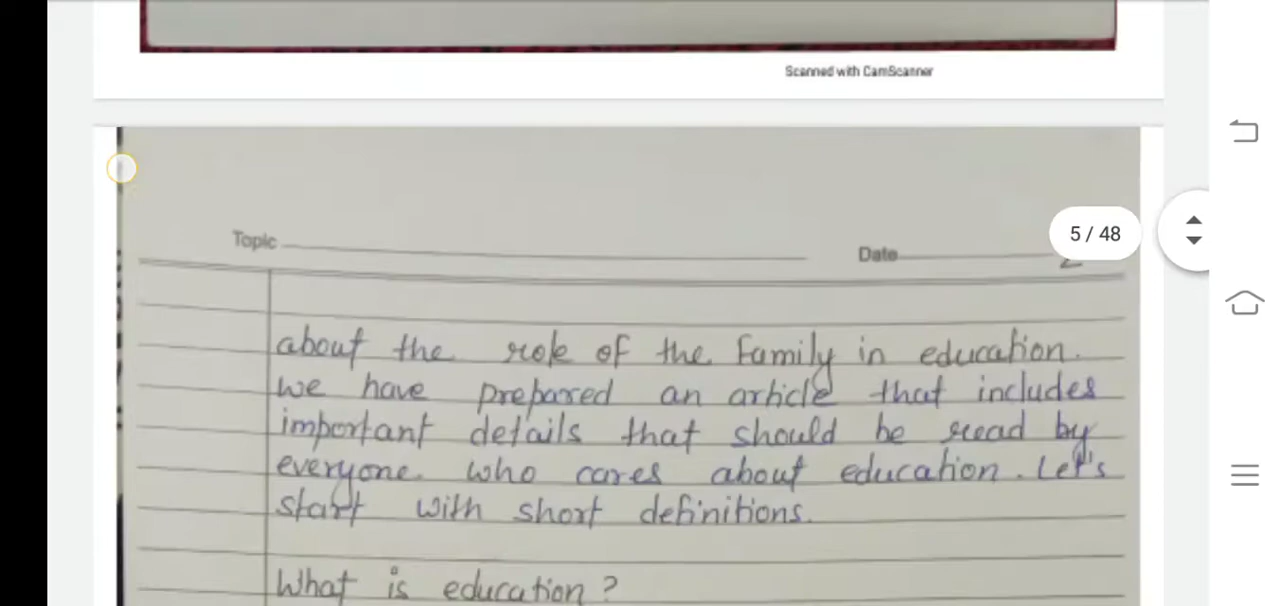 Scanned with CamScanner
Topic
Date
5 / 48
about the role of the family in education.
we have prepared an article that includes
important details that should be read by
everyone who cares about education. Let's
start with short definitions.
What is education?